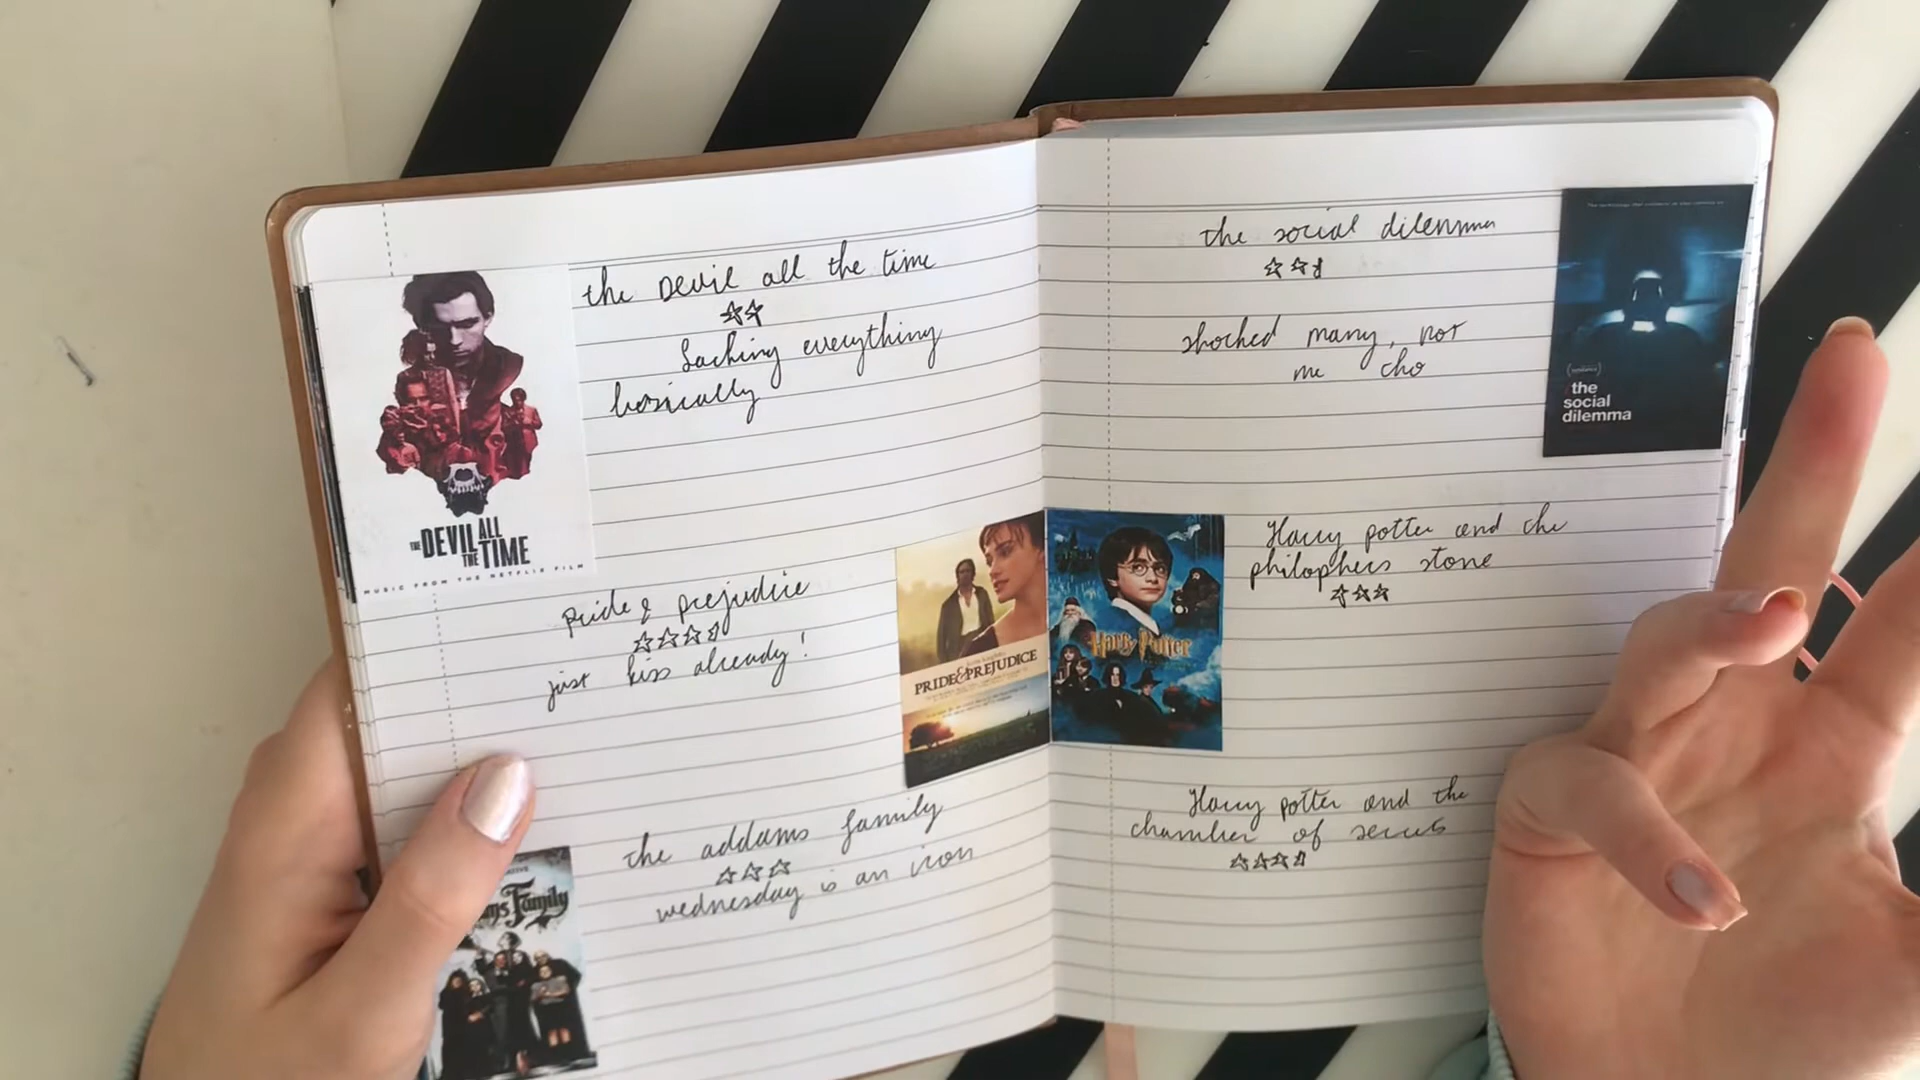 the Devil all the time
Lacking everything
basically
THE DEVIL ALL
THE TIME
MUSIC FROM THE NETFLIX FILM
pride & prejudice
just kiss already!
PRIDE & PREJUDICE
the addams family
wednesday is an icon
ms Family
the social dilemma
shocked many, not
me tho
the
social
dilemma
Harry potter and the
philophers stone
Harry Potter
Harry potter and the
chamber of secrets